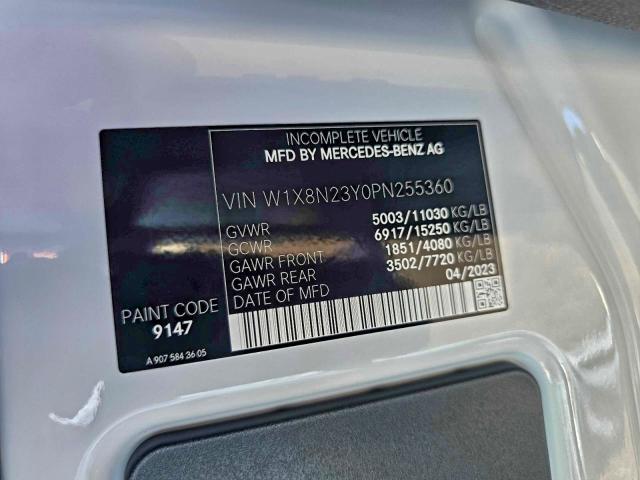 INCOMPLETE VEHICLE
MFD BY MERCEDES-BENZ AG
VIN W1X8N23Y0PN255360
GVWR 5003/11030 KG/LB
GCWR 6917/15250 KG/LB
GAWR FRONT 1851/4080 KG/LB
GAWR REAR 3502/7720 KG/LB
DATE OF MFD 04/2023
PAINT CODE
9147
A 907 584 36 05